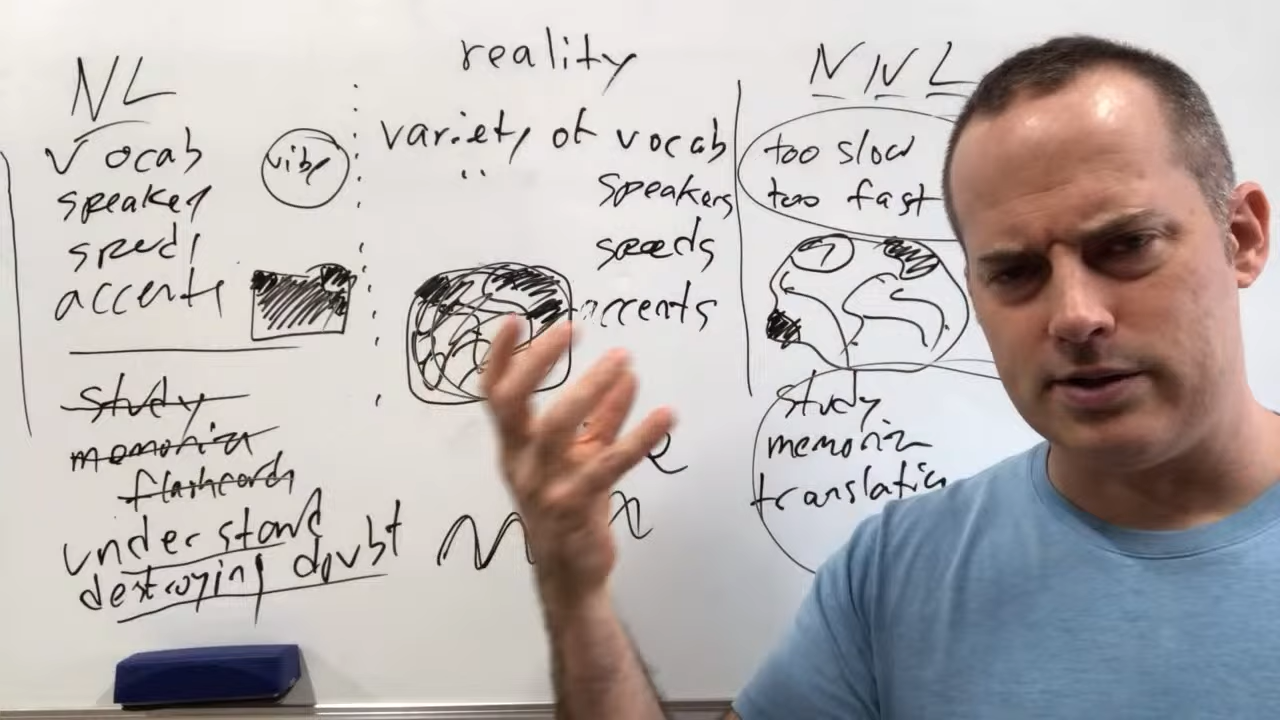 NL
vocab
speaker
speed
accents
vibe
study
memoriz
flashcards
understand
destroying doubt
reality
variety of vocab
"
speakers
speeds
accents
NNL
too slow
too fast
study
memoriz
translatio